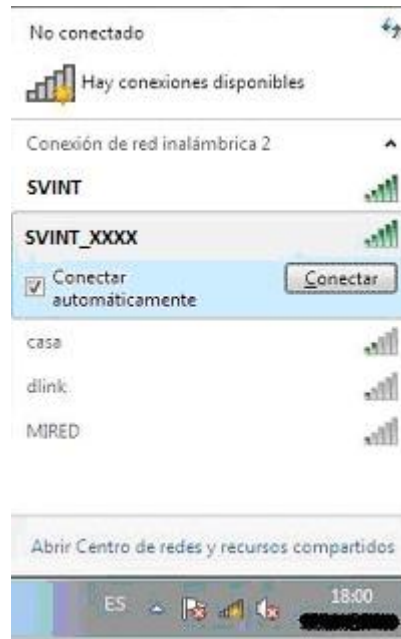 No conectado
Hay conexiones disponibles
Conexión de red inalámbrica 2
SVINT
SVINT_XXXX
Conectar automáticamente
Conectar
casa
dlink
MIRED
Abrir Centro de redes y recursos compartidos
ES
18:00